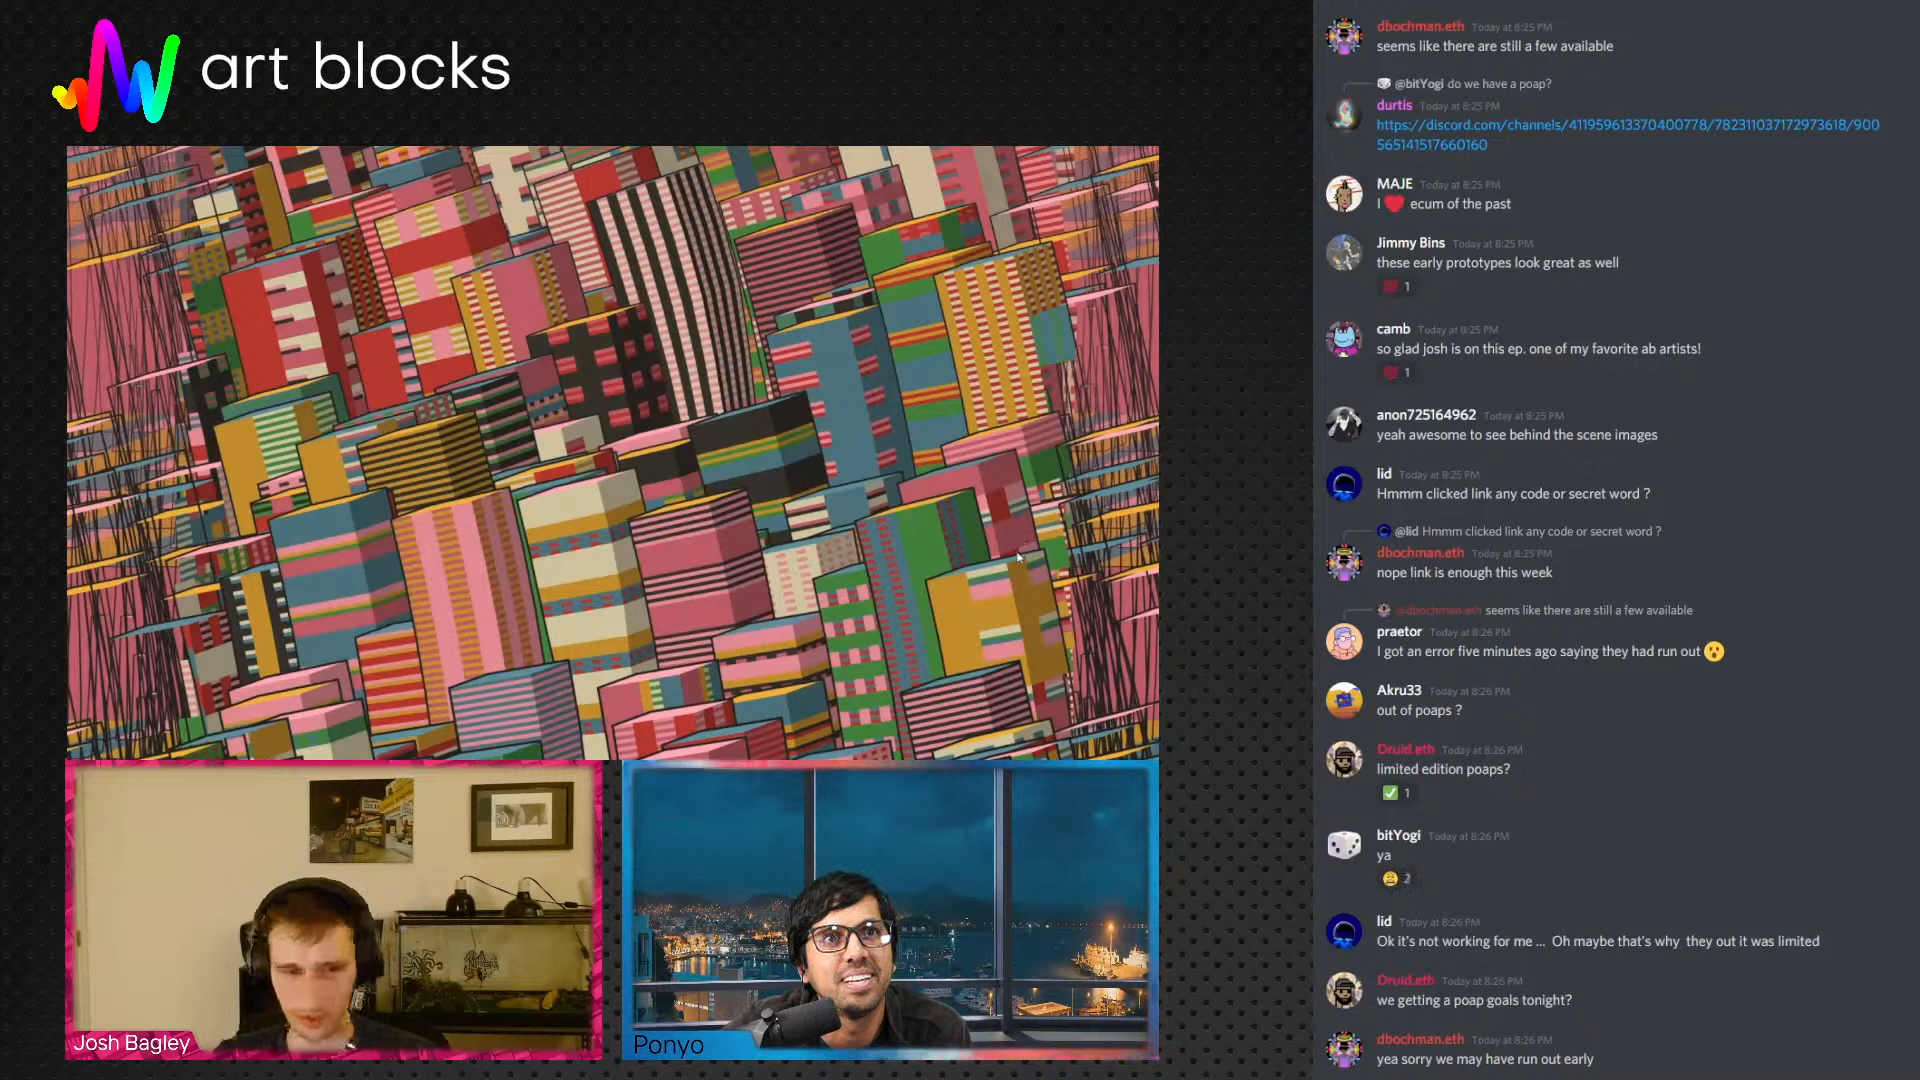 art blocks
Josh Bagley
Ponyo
dbochman.eth Today at 8:25 PM
seems like there are still a few available
@bitYogi do we have a poap?
durtis Today at 8:25 PM
https://discord.com/channels/411959613370400778/782311037172973618/900
565141517660160
MAJE Today at 8:25 PM
I ❤️ ecum of the past
Jimmy Bins Today at 8:25 PM
these early prototypes look great as well
💯 1
camb Today at 8:25 PM
so glad josh is on this ep. one of my favorite ab artists!
💯 1
anon725164962 Today at 8:25 PM
yeah awesome to see behind the scene images
lid Today at 8:25 PM
Hmmm clicked link any code or secret word ?
@lid Hmmm clicked link any code or secret word ?
dbochman.eth Today at 8:25 PM
nope link is enough this week
@dbochman.eth seems like there are still a few available
praetor Today at 8:26 PM
I got an error five minutes ago saying they had run out 😮
Akru33 Today at 8:26 PM
out of poaps ?
Druid.eth Today at 8:26 PM
limited edition poaps?
✅ 1
bitYogi Today at 8:26 PM
ya
😩 2
lid Today at 8:26 PM
Ok it's not working for me ... Oh maybe that's why they out it was limited
Druid.eth Today at 8:26 PM
we getting a poap goals tonight?
dbochman.eth Today at 8:26 PM
yea sorry we may have run out early